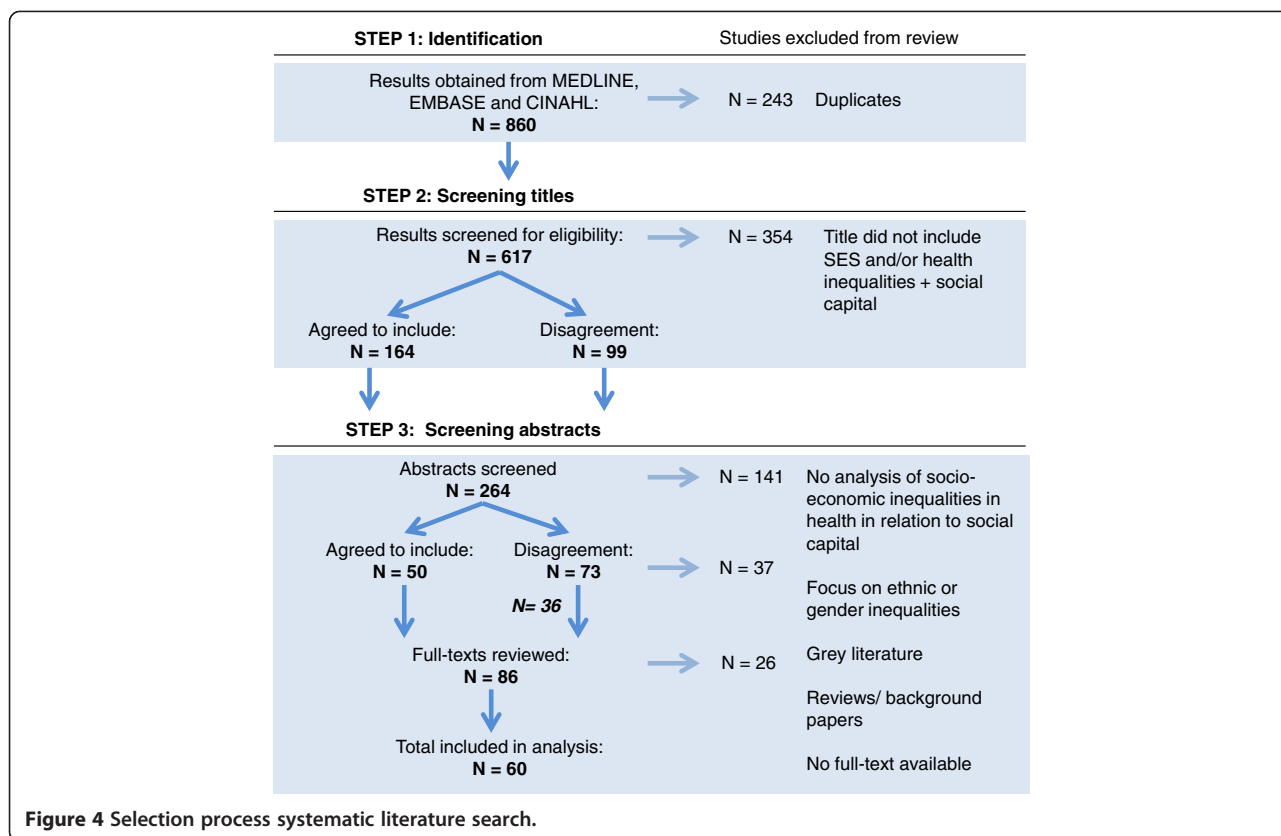 STEP 1: Identification
Studies excluded from review
Results obtained from MEDLINE,
EMBASE and CINAHL:
N = 860
N = 243 Duplicates
STEP 2: Screening titles
Results screened for eligibility:
N = 617
N = 354 Title did not include
SES and/or health
inequalities + social
capital
Agreed to include:
N = 164
Disagreement:
N = 99
STEP 3: Screening abstracts
Abstracts screened
N = 264
N = 141 No analysis of socio-
economic inequalities in
health in relation to social
capital
Agreed to include:
N = 50
Disagreement:
N = 73
N = 37
Focus on ethnic or
gender inequalities
N= 36
Full-texts reviewed:
N = 86
N = 26
Grey literature
Reviews/ background
papers
Total included in analysis:
N = 60
No full-text available
Figure 4 Selection process systematic literature search.